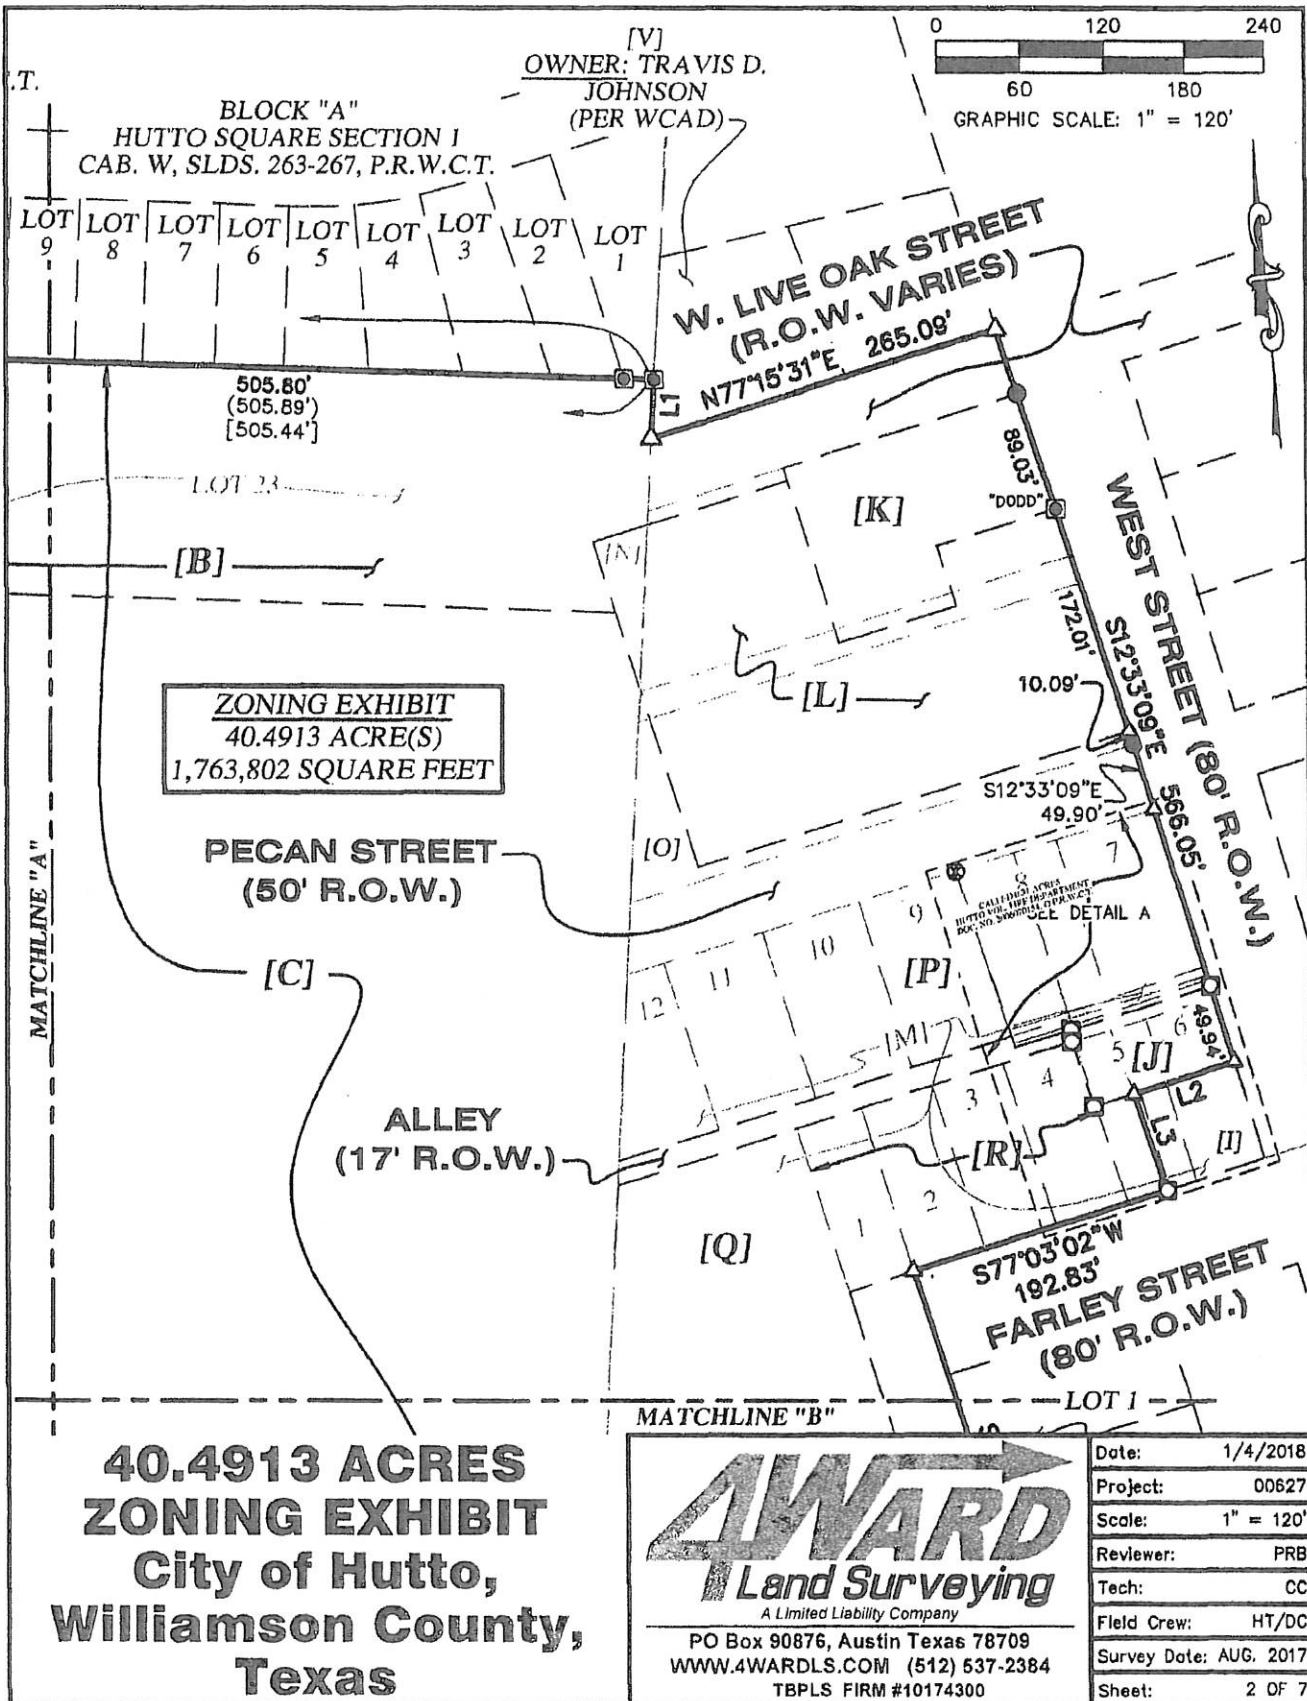 0 120 240
60 180
GRAPHIC SCALE: 1" = 120'
[V]
OWNER: TRAVIS D.
JOHNSON
(PER WCAD)
.T.
BLOCK "A"
HUTTO SQUARE SECTION 1
CAB. W, SLDS. 263-267, P.R.W.C.T.
LOT 9
LOT 8
LOT 7
LOT 6
LOT 5
LOT 4
LOT 3
LOT 2
LOT 1
W. LIVE OAK STREET
(R.O.W. VARIES)
N77°15'31"E 265.09'
L1
505.80'
(505.89')
[505.44']
LOT 23
[B]
[N]
[K]
89.03'
"DODD"
WEST STREET (80' R.O.W.)
172.01'
S12°33'09"E 566.05'
10.09'
[L]
ZONING EXHIBIT
40.4913 ACRE(S)
1,763,802 SQUARE FEET
S12°33'09"E
49.90'
PECAN STREET
(50' R.O.W.)
[O]
7
8
9
10
11
12
SEE DETAIL A
MATCHLINE "A"
[C]
[P]
[M]
49.94'
6
5
4
3
2
1
[J]
L2
L3
[I]
ALLEY
(17' R.O.W.)
[R]
[Q]
S77°03'02"W
192.83'
FARLEY STREET
(80' R.O.W.)
LOT 1
MATCHLINE "B"
40.4913 ACRES
ZONING EXHIBIT
City of Hutto,
Williamson County,
Texas
4WARD
Land Surveying
A Limited Liability Company
PO Box 90876, Austin Texas 78709
WWW.4WARDLS.COM (512) 537-2384
TBPLS FIRM #10174300
Date: 1/4/2018
Project: 00627
Scale: 1" = 120'
Reviewer: PRB
Tech: CC
Field Crew: HT/DC
Survey Date: AUG. 2017
Sheet: 2 OF 7